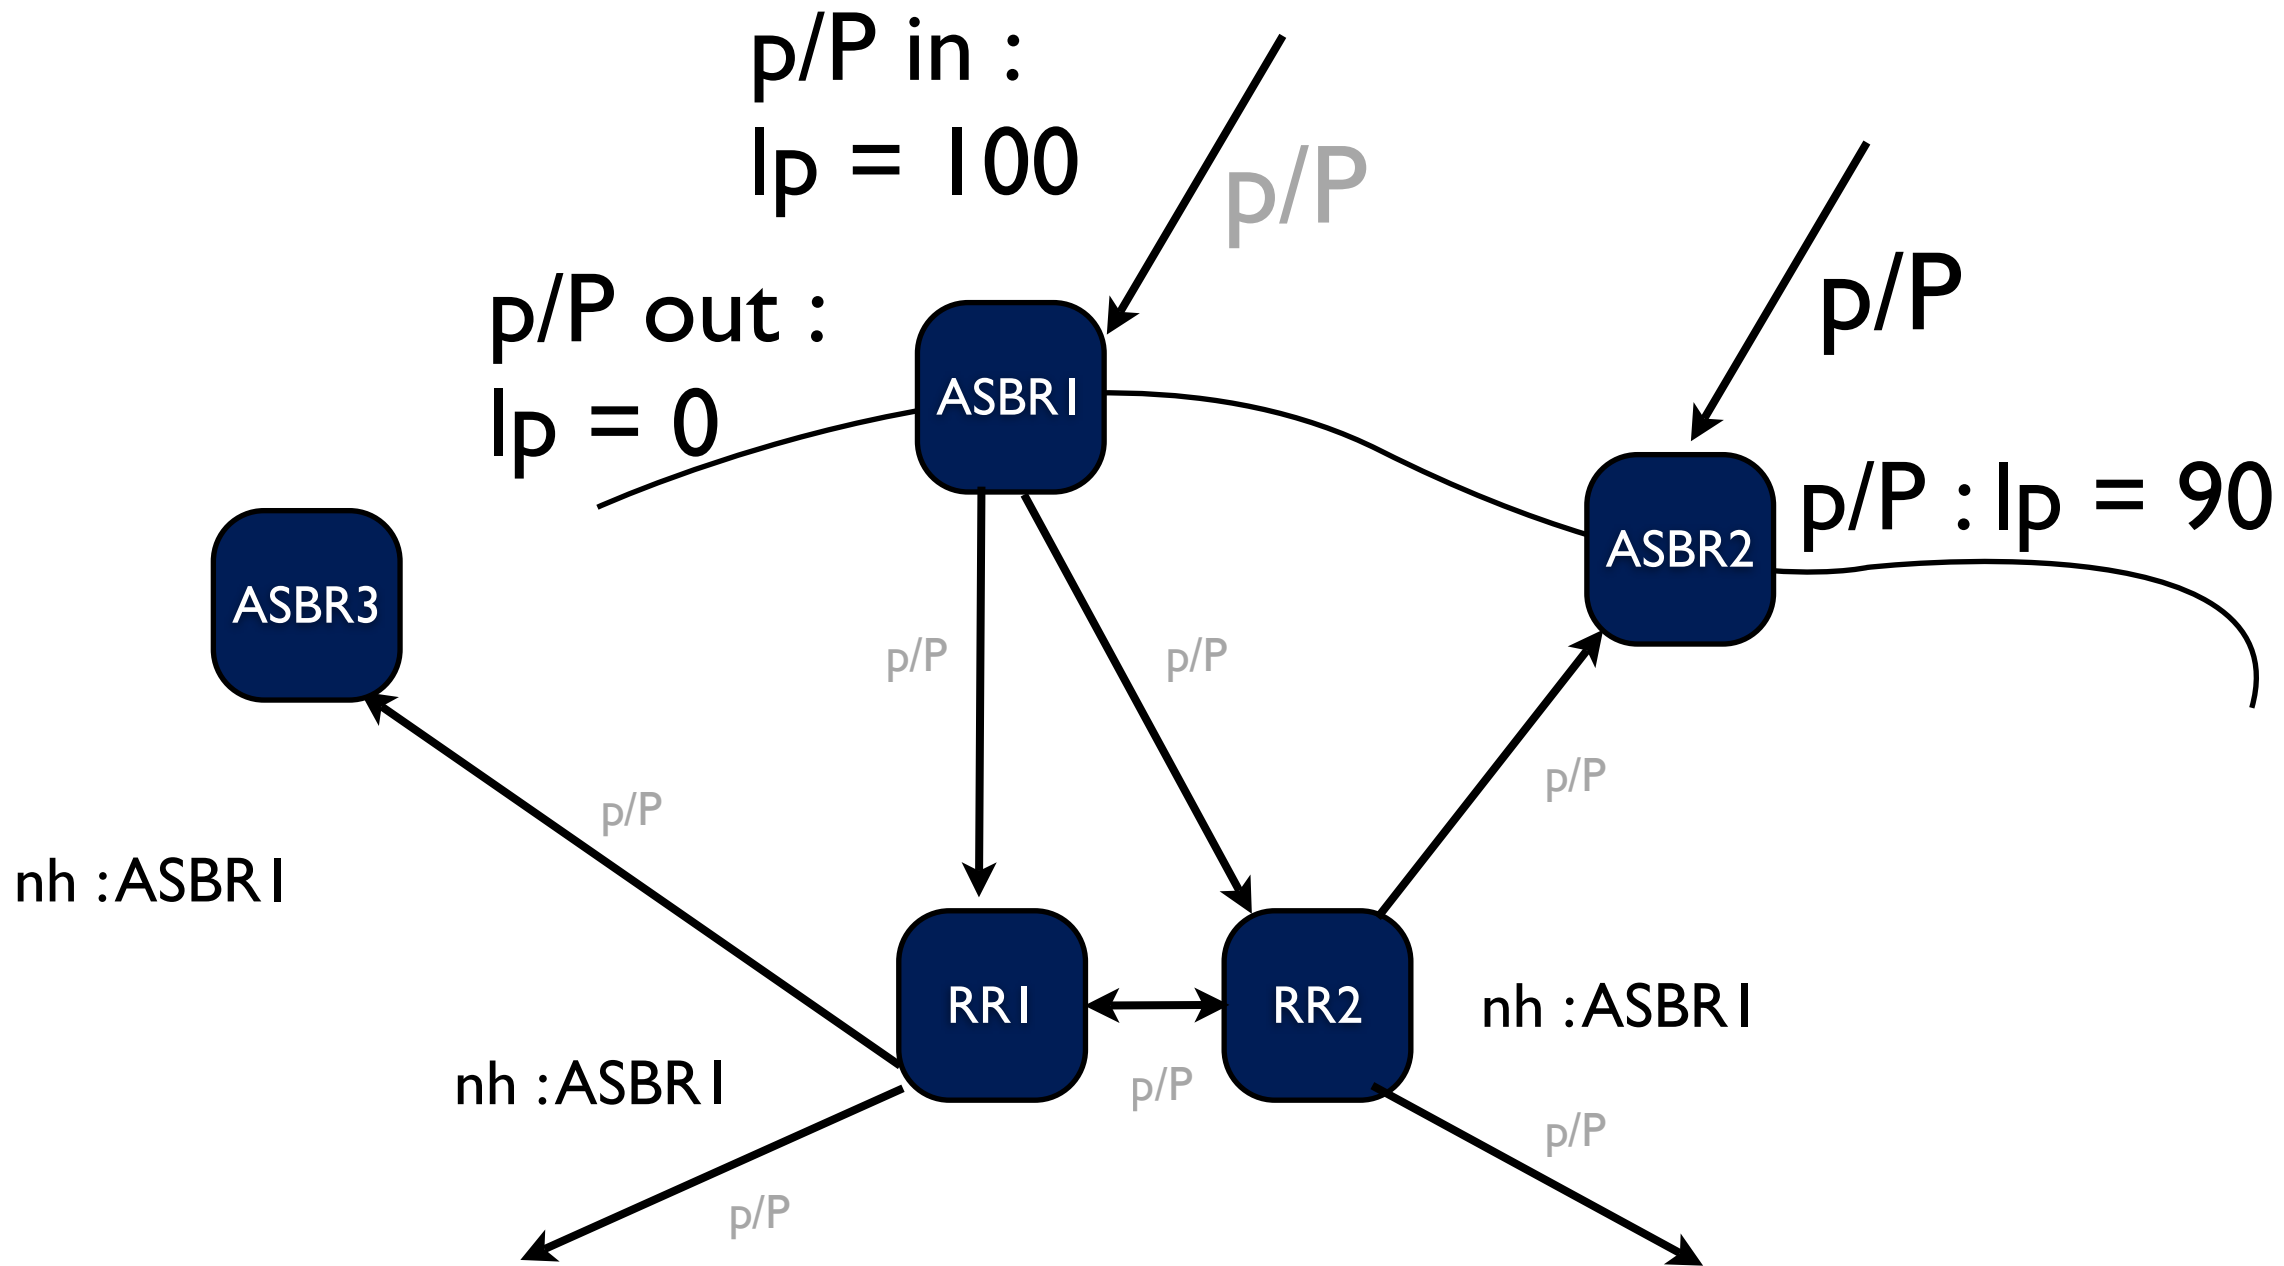 p/P in :
lp = 100
p/P
p/P out :
lp = 0
p/P
ASBR1
p/P : lp = 90
ASBR2
ASBR3
p/P
p/P
p/P
p/P
nh : ASBR1
RR1
RR2
nh : ASBR1
nh : ASBR1
p/P
p/P
p/P